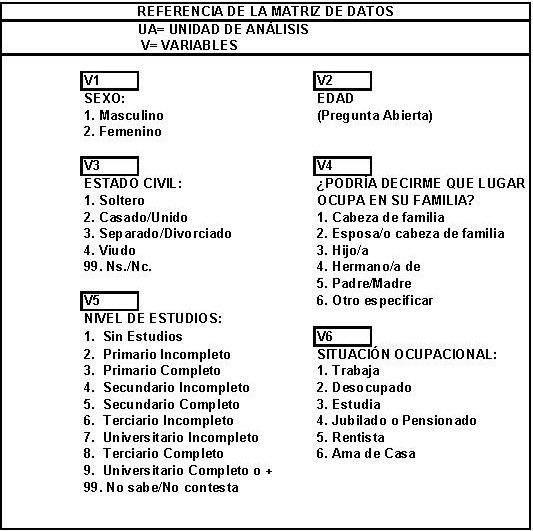 REFERENCIA DE LA MATRIZ DE DATOS
UA= UNIDAD DE ANÁLISIS
V= VARIABLES
V1
SEXO:
1. Masculino
2. Femenino
V2
EDAD
(Pregunta Abierta)
V3
ESTADO CIVIL:
1. Soltero
2. Casado/Unido
3. Separado/Divorciado
4. Viudo
99. Ns./Nc.
V4
¿PODRÍA DECIRME QUE LUGAR
OCUPA EN SU FAMILIA?
1. Cabeza de familia
2. Esposa/o cabeza de familia
3. Hijo/a
4. Hermano/a de
5. Padre/Madre
6. Otro especificar
V5
NIVEL DE ESTUDIOS:
1. Sin Estudios
2. Primario Incompleto
3. Primario Completo
4. Secundario Incompleto
5. Secundario Completo
6. Terciario Incompleto
7. Universitario Incompleto
8. Terciario Completo
9. Universitario Completo o +
99. No sabe/No contesta
V6
SITUACIÓN OCUPACIONAL:
1. Trabaja
2. Desocupado
3. Estudia
4. Jubilado o Pensionado
5. Rentista
6. Ama de Casa